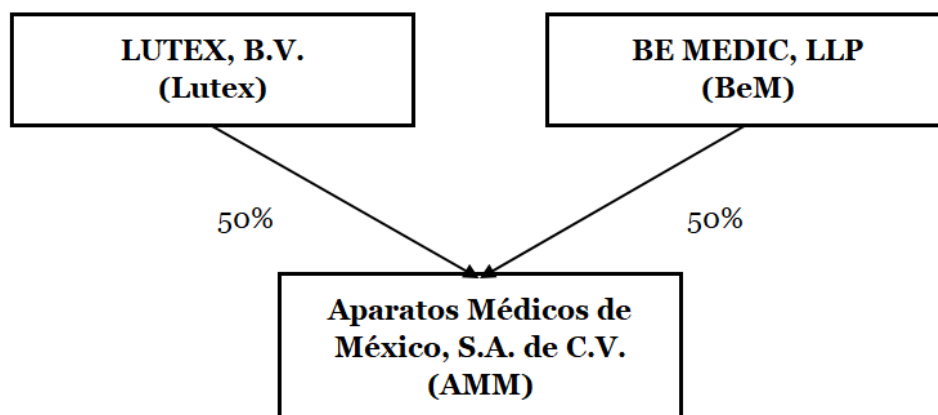 LUTEX, B.V.
(Lutex)
BE MEDIC, LLP
(BeM)
50%
50%
Aparatos Médicos de
México, S.A. de C.V.
(AMM)